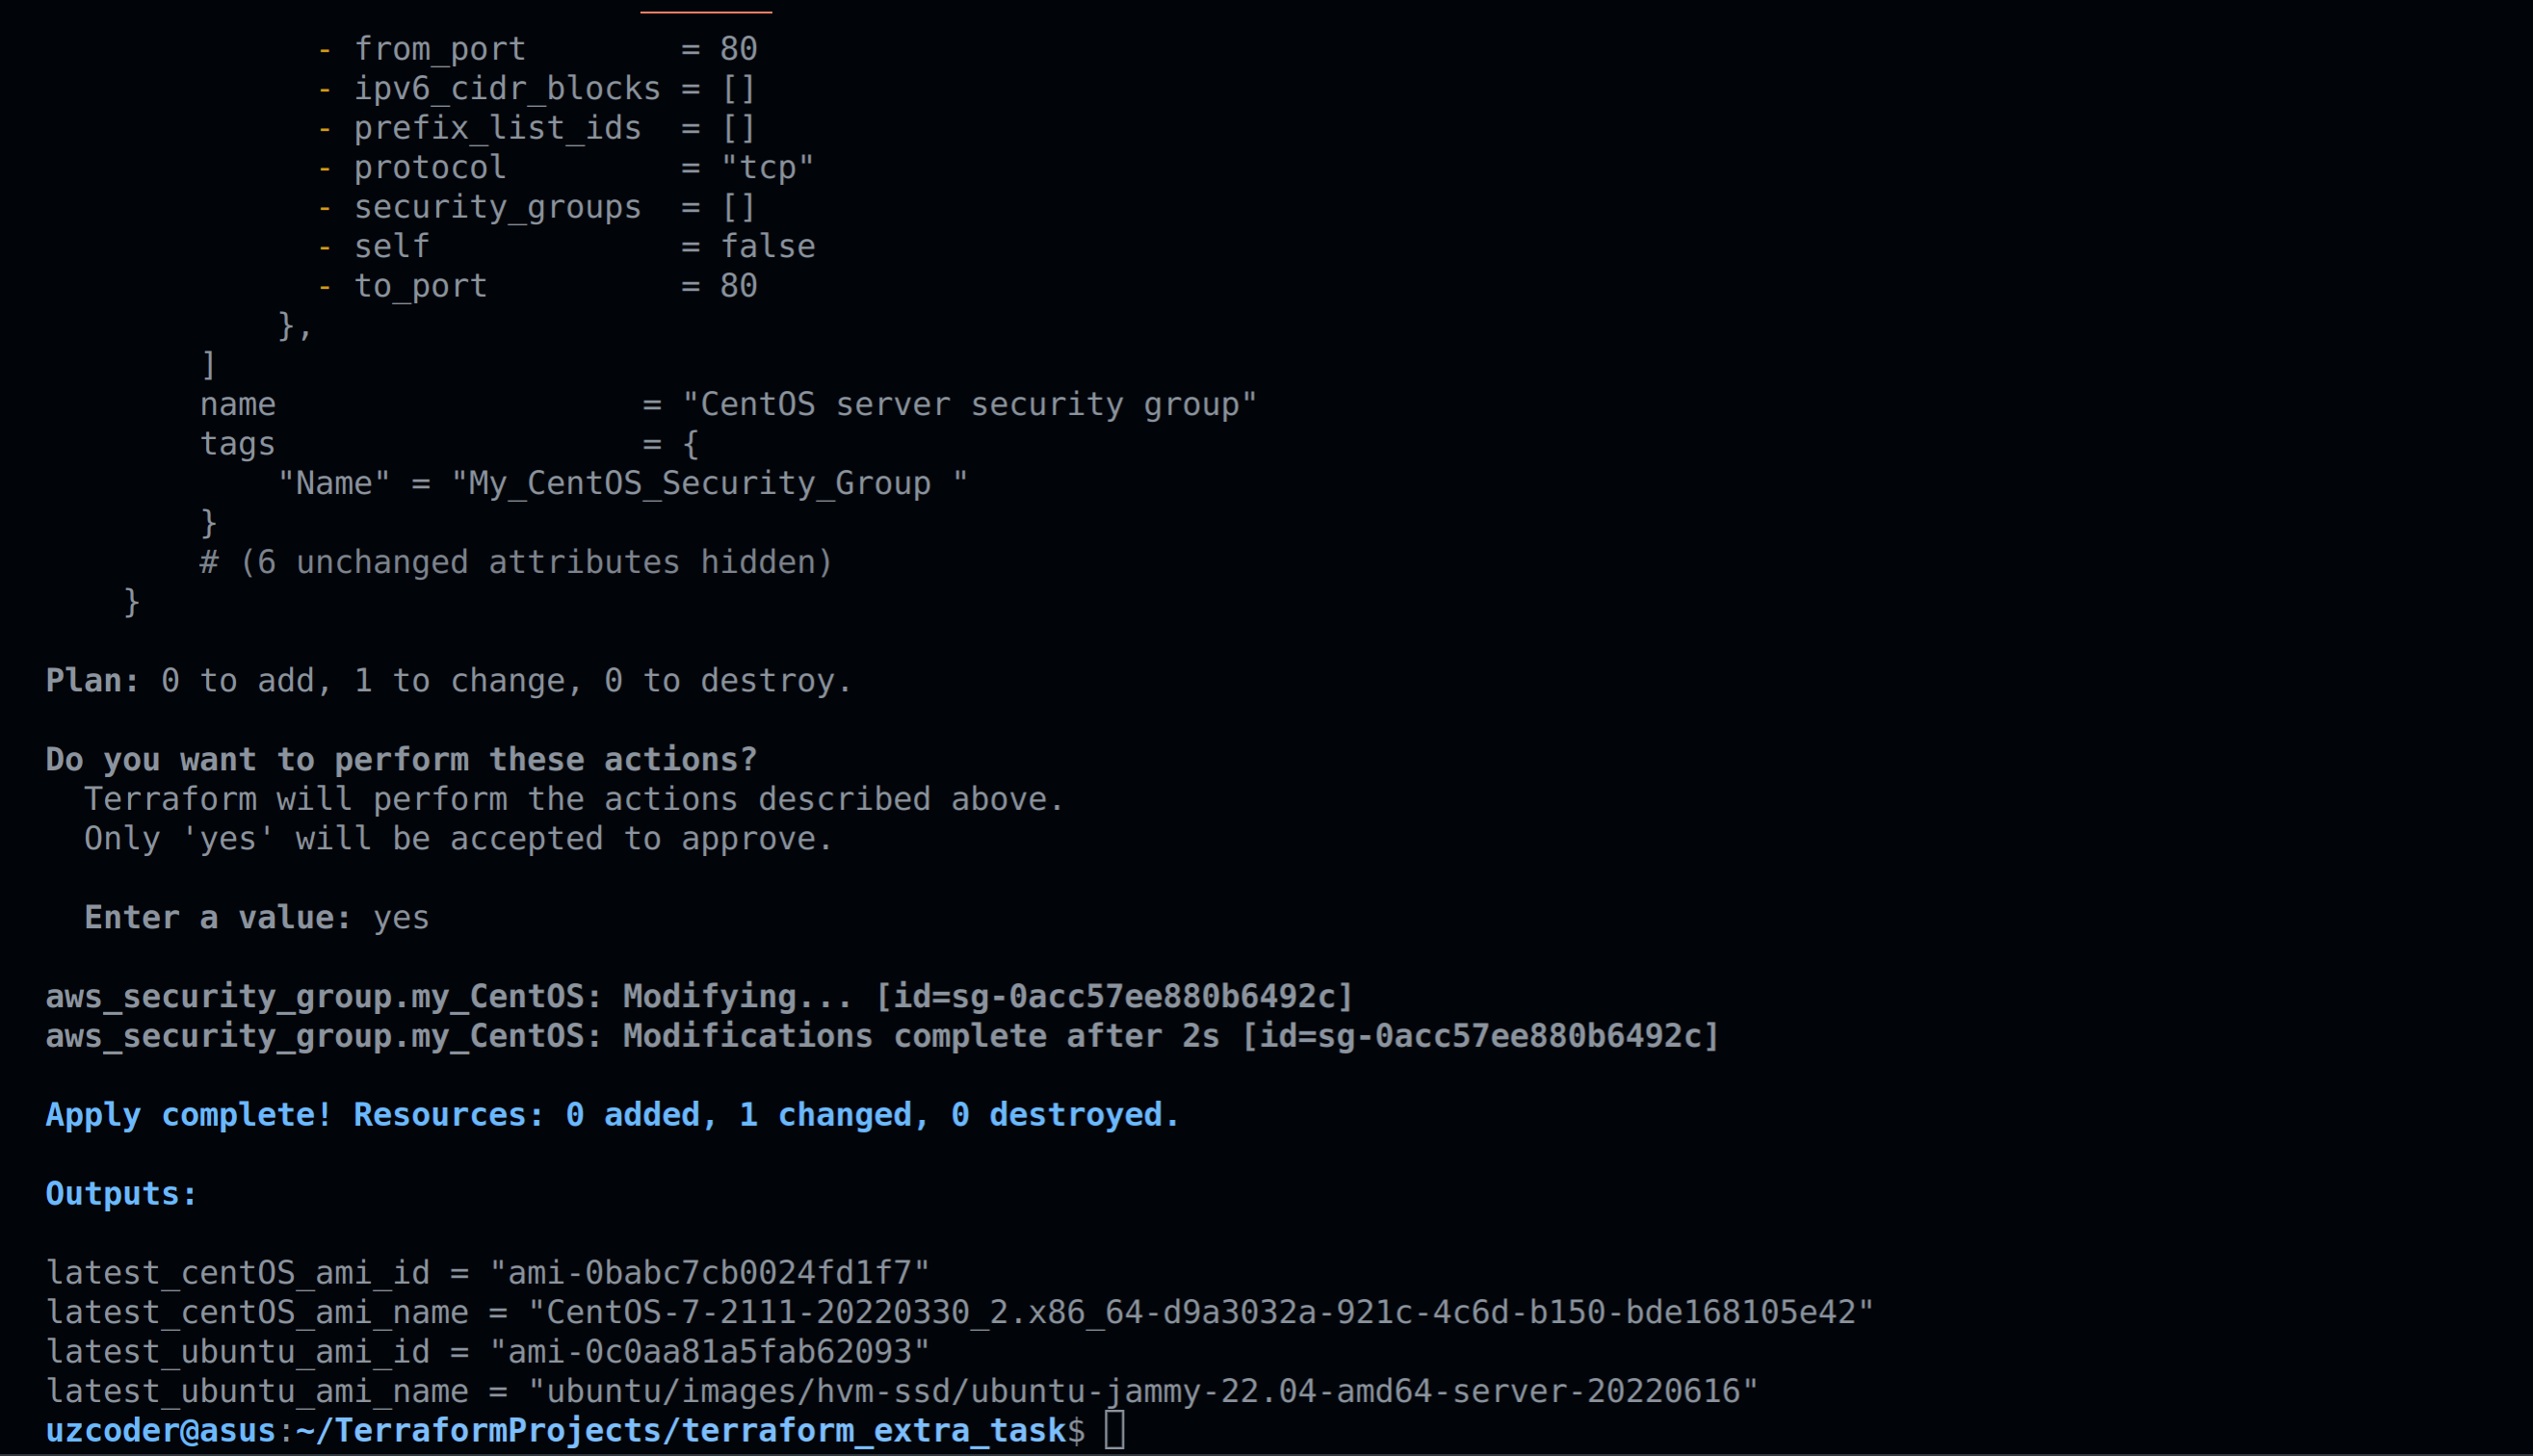 - from_port        = 80
- ipv6_cidr_blocks = []
- prefix_list_ids  = []
- protocol         = "tcp"
- security_groups  = []
- self             = false
- to_port          = 80
},
]
name                   = "CentOS server security group"
tags                   = {
"Name" = "My_CentOS_Security_Group "
}
# (6 unchanged attributes hidden)
}
Plan: 0 to add, 1 to change, 0 to destroy.
Do you want to perform these actions?
Terraform will perform the actions described above.
Only 'yes' will be accepted to approve.
Enter a value: yes
aws_security_group.my_CentOS: Modifying... [id=sg-0acc57ee880b6492c]
aws_security_group.my_CentOS: Modifications complete after 2s [id=sg-0acc57ee880b6492c]
Apply complete! Resources: 0 added, 1 changed, 0 destroyed.
Outputs:
latest_centOS_ami_id = "ami-0babc7cb0024fd1f7"
latest_centOS_ami_name = "CentOS-7-2111-20220330_2.x86_64-d9a3032a-921c-4c6d-b150-bde168105e42"
latest_ubuntu_ami_id = "ami-0c0aa81a5fab62093"
latest_ubuntu_ami_name = "ubuntu/images/hvm-ssd/ubuntu-jammy-22.04-amd64-server-20220616"
uzcoder@asus:~/TerraformProjects/terraform_extra_task$